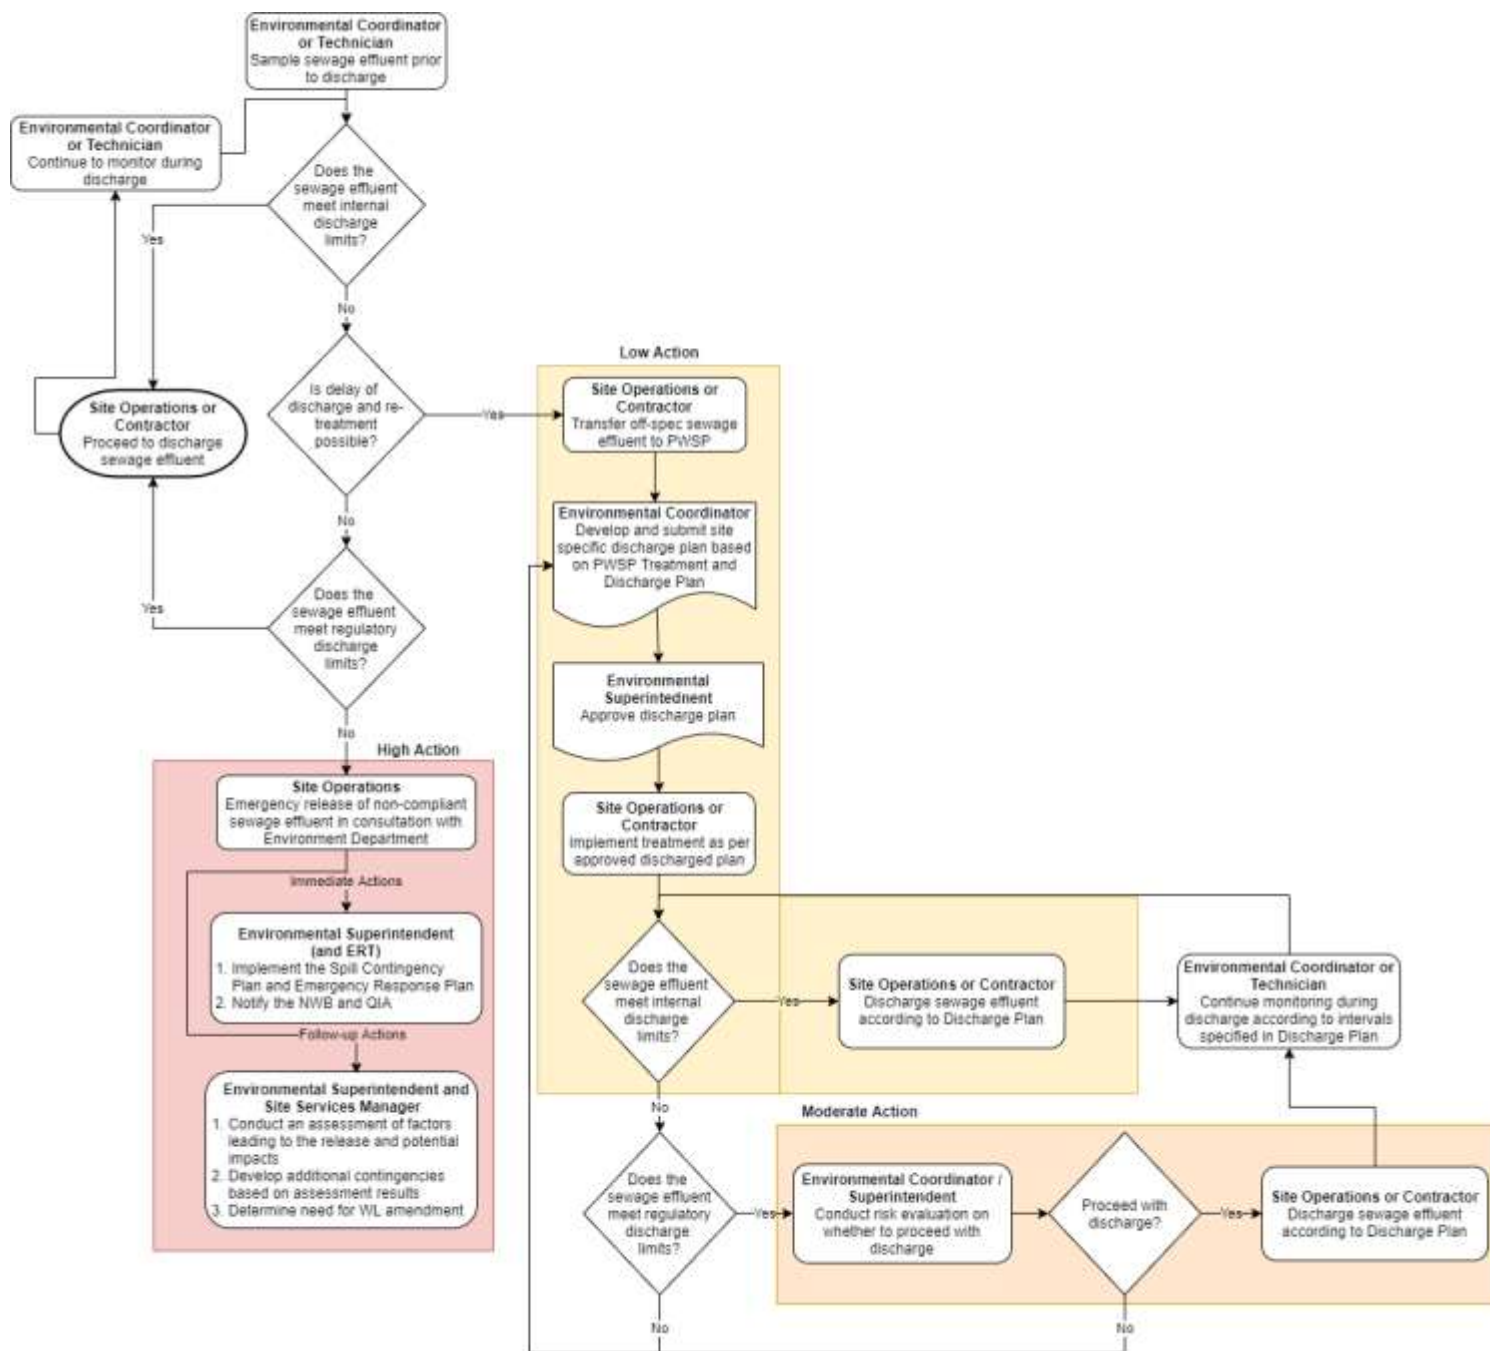 Environmental Coordinator
or Technician
Sample sewage effluent prior
to discharge
Environmental Coordinator
or Technician
Continue to monitor during
discharge
Does the
sewage effluent
meet internal
discharge
limits?
Yes
No
Is delay of
discharge and re-
treatment
possible?
Yes
No
Site Operations or
Contractor
Proceed to discharge
sewage effluent
Does the
sewage effluent
meet regulatory
discharge
limits?
Yes
No
High Action
Site Operations
Emergency release of non-compliant
sewage effluent in consultation with
Environment Department
Immediate Actions
Environmental Superintendent
(and ERT)
1. Implement the Spill Contingency
Plan and Emergency Response Plan
2. Notify the NWB and QIA
Follow-up Actions
Environmental Superintendent and
Site Services Manager
1. Conduct an assessment of factors
leading to the release and potential
impacts
2. Develop additional contingencies
based on assessment results
3. Determine need for WL amendment
Low Action
Site Operations or
Contractor
Transfer off-spec sewage
effluent to PWSP
Environmental Coordinator
Develop and submit site
specific discharge plan based
on PWSP Treatment and
Discharge Plan
Environmental
Superintednent
Approve discharge plan
Site Operations or
Contractor
Implement treatment as per
approved discharged plan
Does the
sewage effluent
meet internal
discharge
limits?
Yes
No
Site Operations or Contractor
Discharge sewage effluent
according to Discharge Plan
Environmental Coordinator or
Technician
Continue monitoring during
discharge according to intervals
specified in Discharge Plan
Moderate Action
Does the
sewage effluent
meet regulatory
discharge
limits?
Yes
No
Environmental Coordinator /
Superintendent
Conduct risk evaluation on
whether to proceed with
discharge
Proceed with
discharge?
Yes
No
Site Operations or Contractor
Discharge sewage effluent
according to Discharge Plan